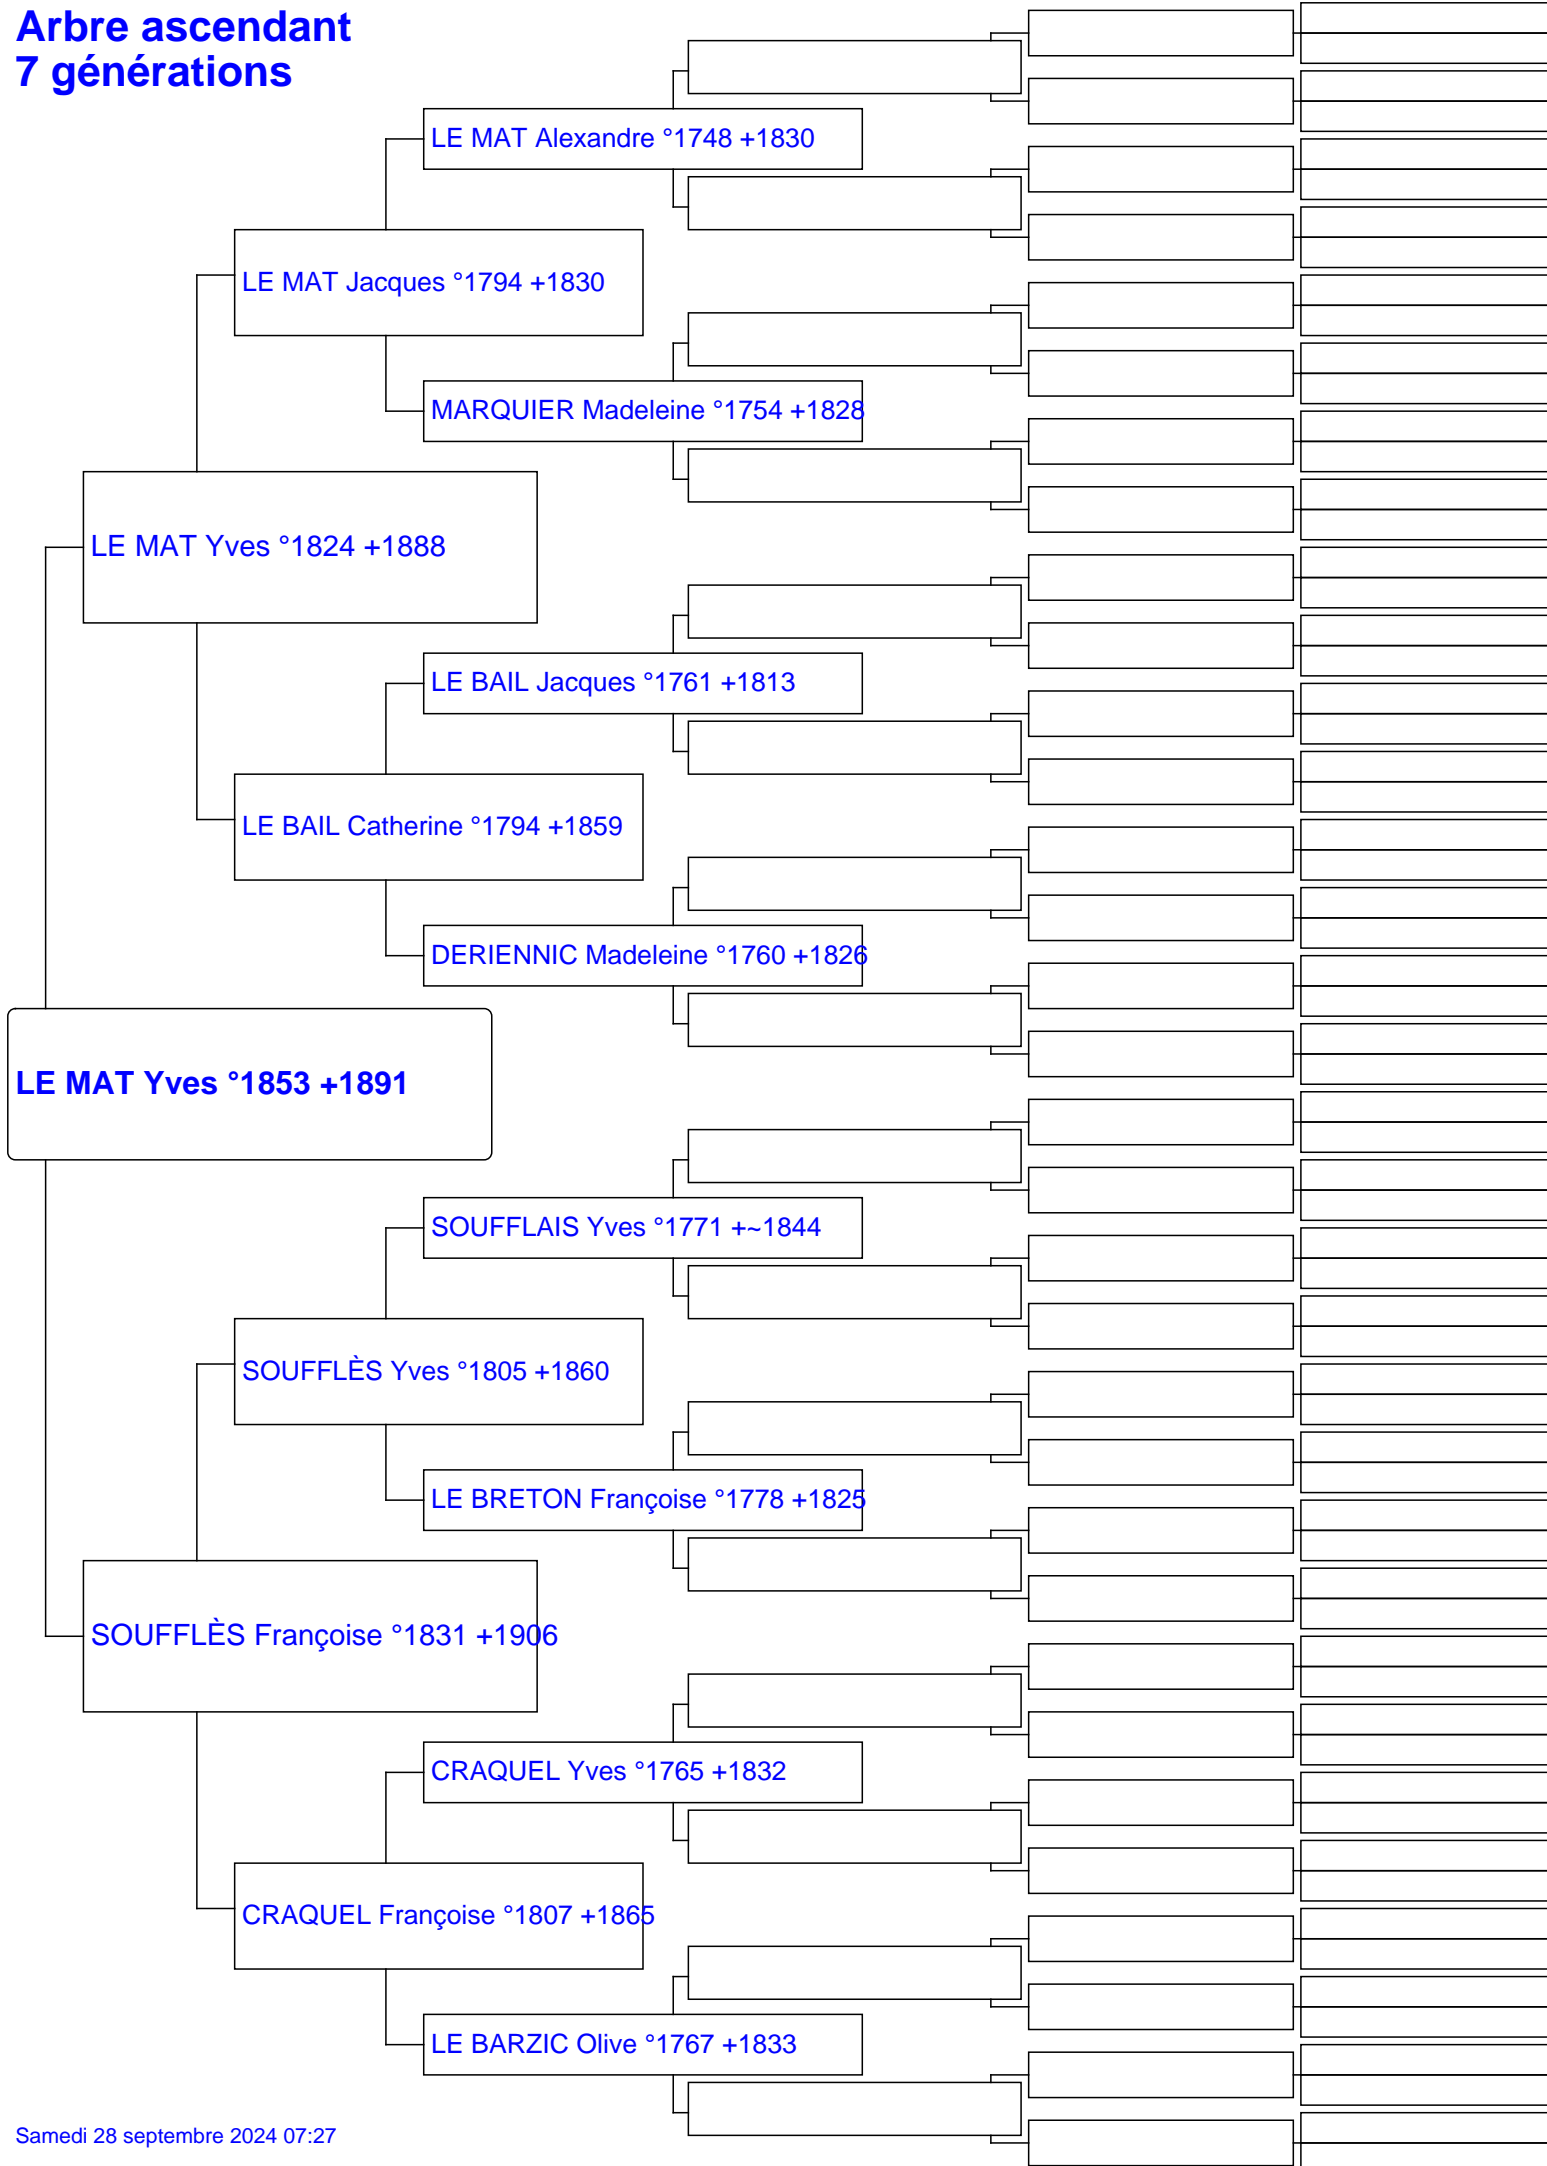 Arbre ascendant
7 générations
LE MAT Alexandre °1748 +1830
LE MAT Jacques °1794 +1830
MARQUIER Madeleine °1754 +1828
LE MAT Yves °1824 +1888
LE BAIL Jacques °1761 +1813
LE BAIL Catherine °1794 +1859
DERIENNIC Madeleine °1760 +1826
LE MAT Yves °1853 +1891
SOUFFLAIS Yves °1771 +~1844
SOUFFLÈS Yves °1805 +1860
LE BRETON Françoise °1778 +1825
SOUFFLÈS Françoise °1831 +1906
CRAQUEL Yves °1765 +1832
CRAQUEL Françoise °1807 +1865
LE BARZIC Olive °1767 +1833
Samedi 28 septembre 2024 07:27